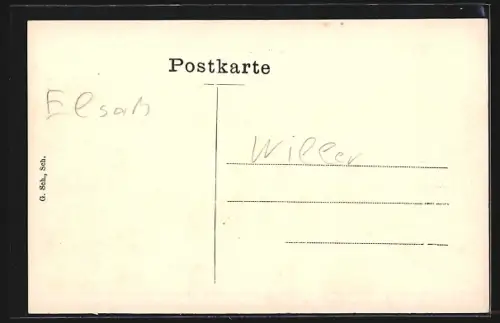 Postkarte
Elsaß
Willer
G. Sch., Sch.